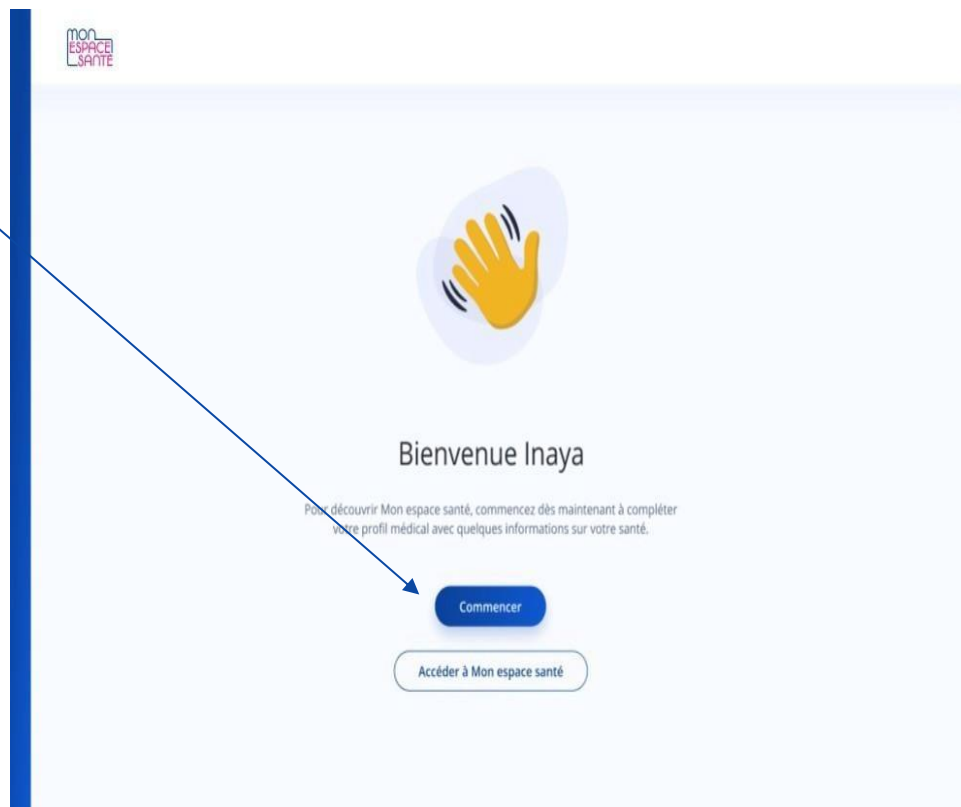 mon
ESPACE
SANTÉ
Bienvenue Inaya
Pour découvrir Mon espace santé, commencez dès maintenant à compléter
votre profil médical avec quelques informations sur votre santé.
Commencer
Accéder à Mon espace santé